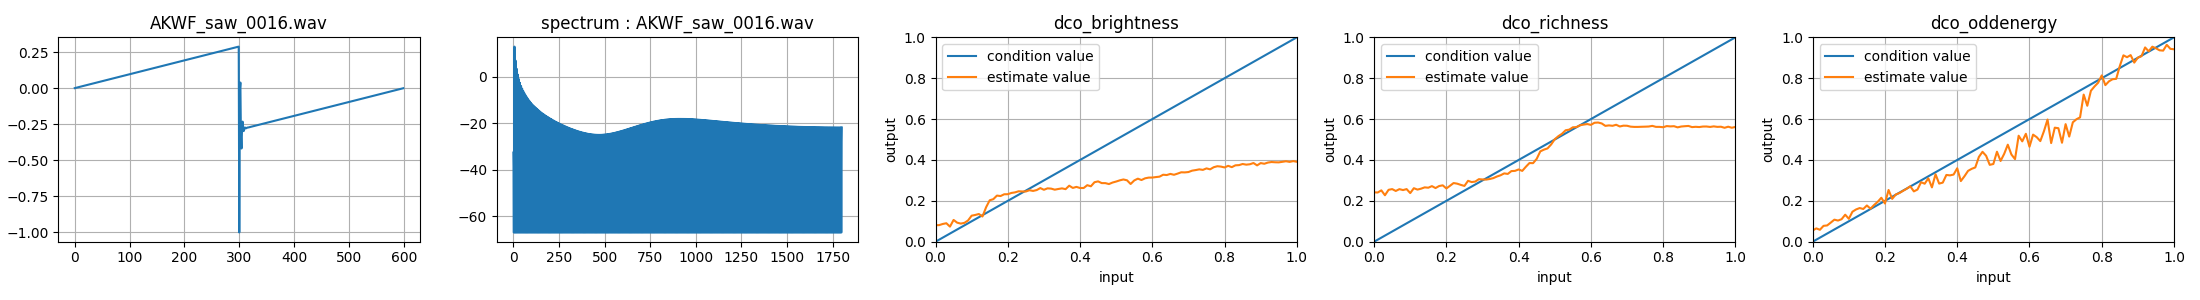 AKWF_saw_0016.wav
0.25
0.00
−0.25
−0.50
−0.75
−1.00
0 100 200 300 400 500 600
spectrum : AKWF_saw_0016.wav
0
−20
−40
−60
0 250 500 750 1000 1250 1500 1750
dco_brightness
condition value
estimate value
output
1.0
0.8
0.6
0.4
0.2
0.0
0.0 0.2 0.4 0.6 0.8 1.0
input
dco_richness
condition value
estimate value
output
1.0
0.8
0.6
0.4
0.2
0.0
0.0 0.2 0.4 0.6 0.8 1.0
input
dco_oddenergy
condition value
estimate value
output
1.0
0.8
0.6
0.4
0.2
0.0
0.0 0.2 0.4 0.6 0.8 1.0
input